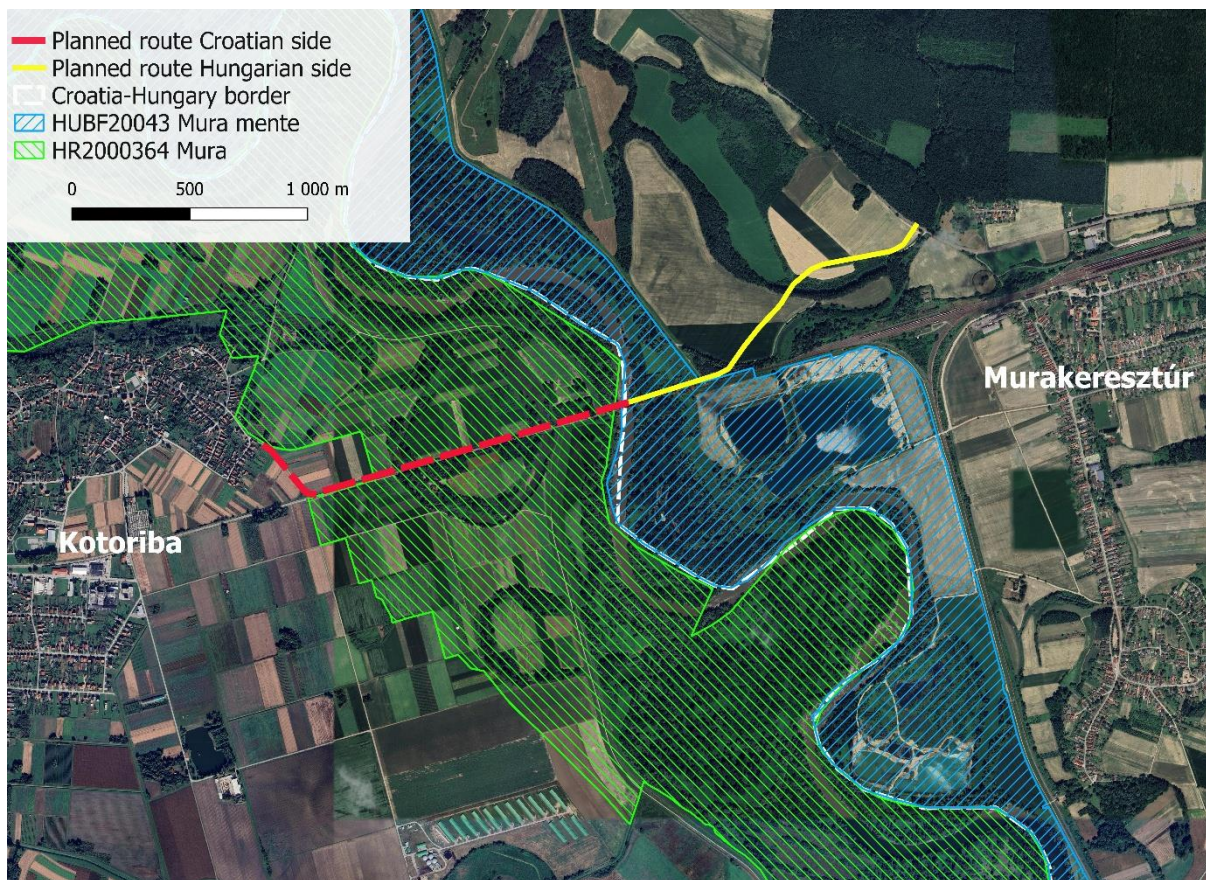 Planned route Croatian side
Planned route Hungarian side
Croatia-Hungary border
HUBF20043 Mura mente
HR2000364 Mura
0 500 1 000 m
Murakeresztúr
Kotoriba